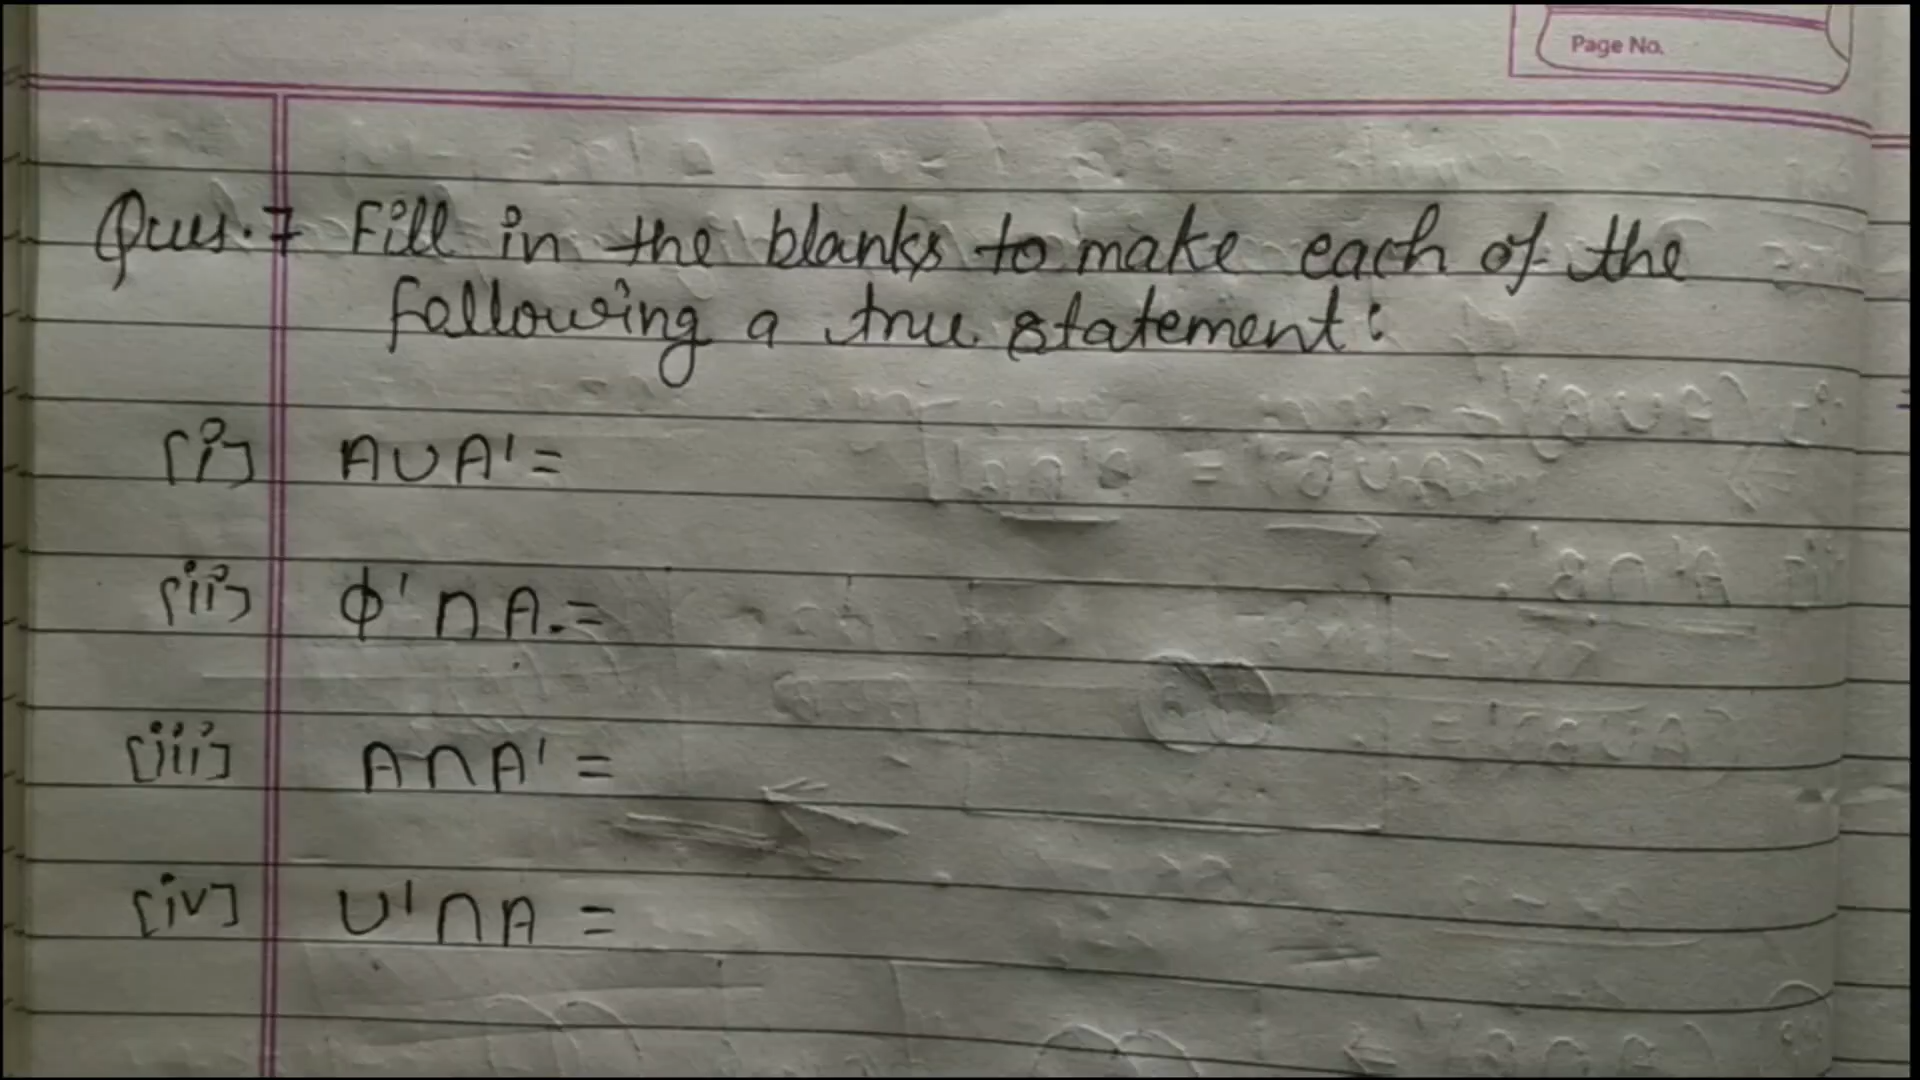 Page No.
Ques.7 Fill in the blanks to make each of the
following a true statement:
[i] A∪A' =
[ii] ϕ'∩A.=
[iii] A∩A' =
[iv] U'∩A =